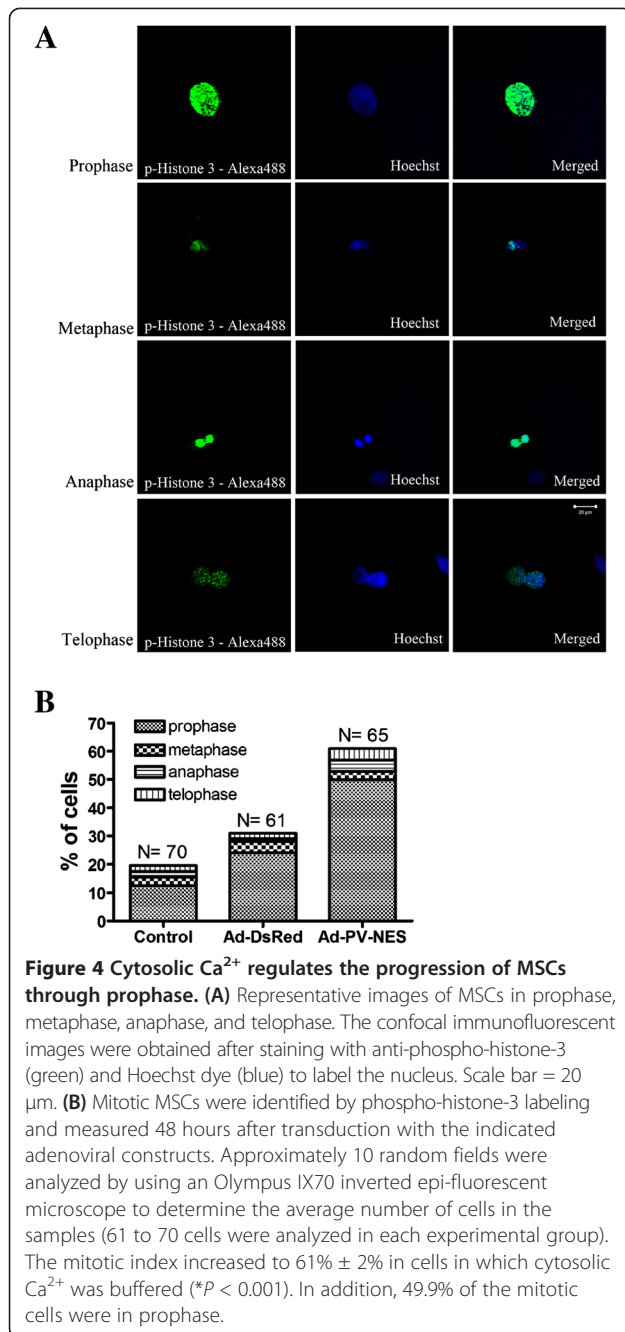 A
Prophase p-Histone 3 - Alexa488 Hoechst Merged
Metaphase p-Histone 3 - Alexa488 Hoechst Merged
Anaphase p-Histone 3 - Alexa488 Hoechst Merged
20 µm
Telophase p-Histone 3 - Alexa488 Hoechst Merged
B
% of cells
70
60
50
40
30
20
10
0
prophase
metaphase
anaphase
telophase
N= 70
N= 61
N= 65
Control Ad-DsRed Ad-PV-NES
Figure 4 Cytosolic Ca²⁺ regulates the progression of MSCs
through prophase. (A) Representative images of MSCs in prophase,
metaphase, anaphase, and telophase. The confocal immunofluorescent
images were obtained after staining with anti-phospho-histone-3
(green) and Hoechst dye (blue) to label the nucleus. Scale bar = 20
μm. (B) Mitotic MSCs were identified by phospho-histone-3 labeling
and measured 48 hours after transduction with the indicated
adenoviral constructs. Approximately 10 random fields were
analyzed by using an Olympus IX70 inverted epi-fluorescent
microscope to determine the average number of cells in the
samples (61 to 70 cells were analyzed in each experimental group).
The mitotic index increased to 61% ± 2% in cells in which cytosolic
Ca²⁺ was buffered (*P < 0.001). In addition, 49.9% of the mitotic
cells were in prophase.